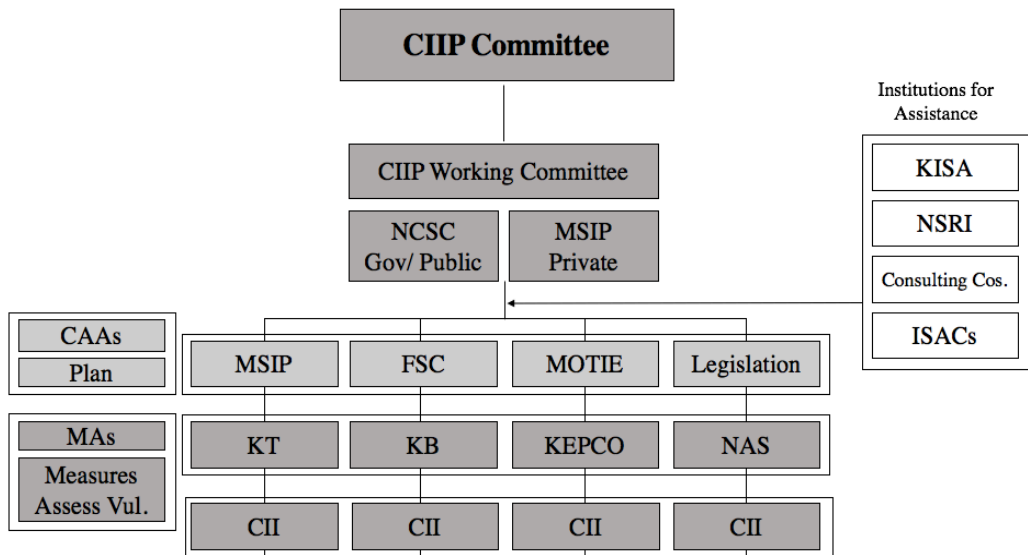 CIIP Committee
Institutions for
Assistance
CIIP Working Committee
KISA
NCSC
Gov/ Public
MSIP
Private
NSRI
Consulting Cos.
ISACs
CAAs
Plan
MSIP
FSC
MOTIE
Legislation
MAs
Measures
Assess Vul.
KT
KB
KEPCO
NAS
CII
CII
CII
CII